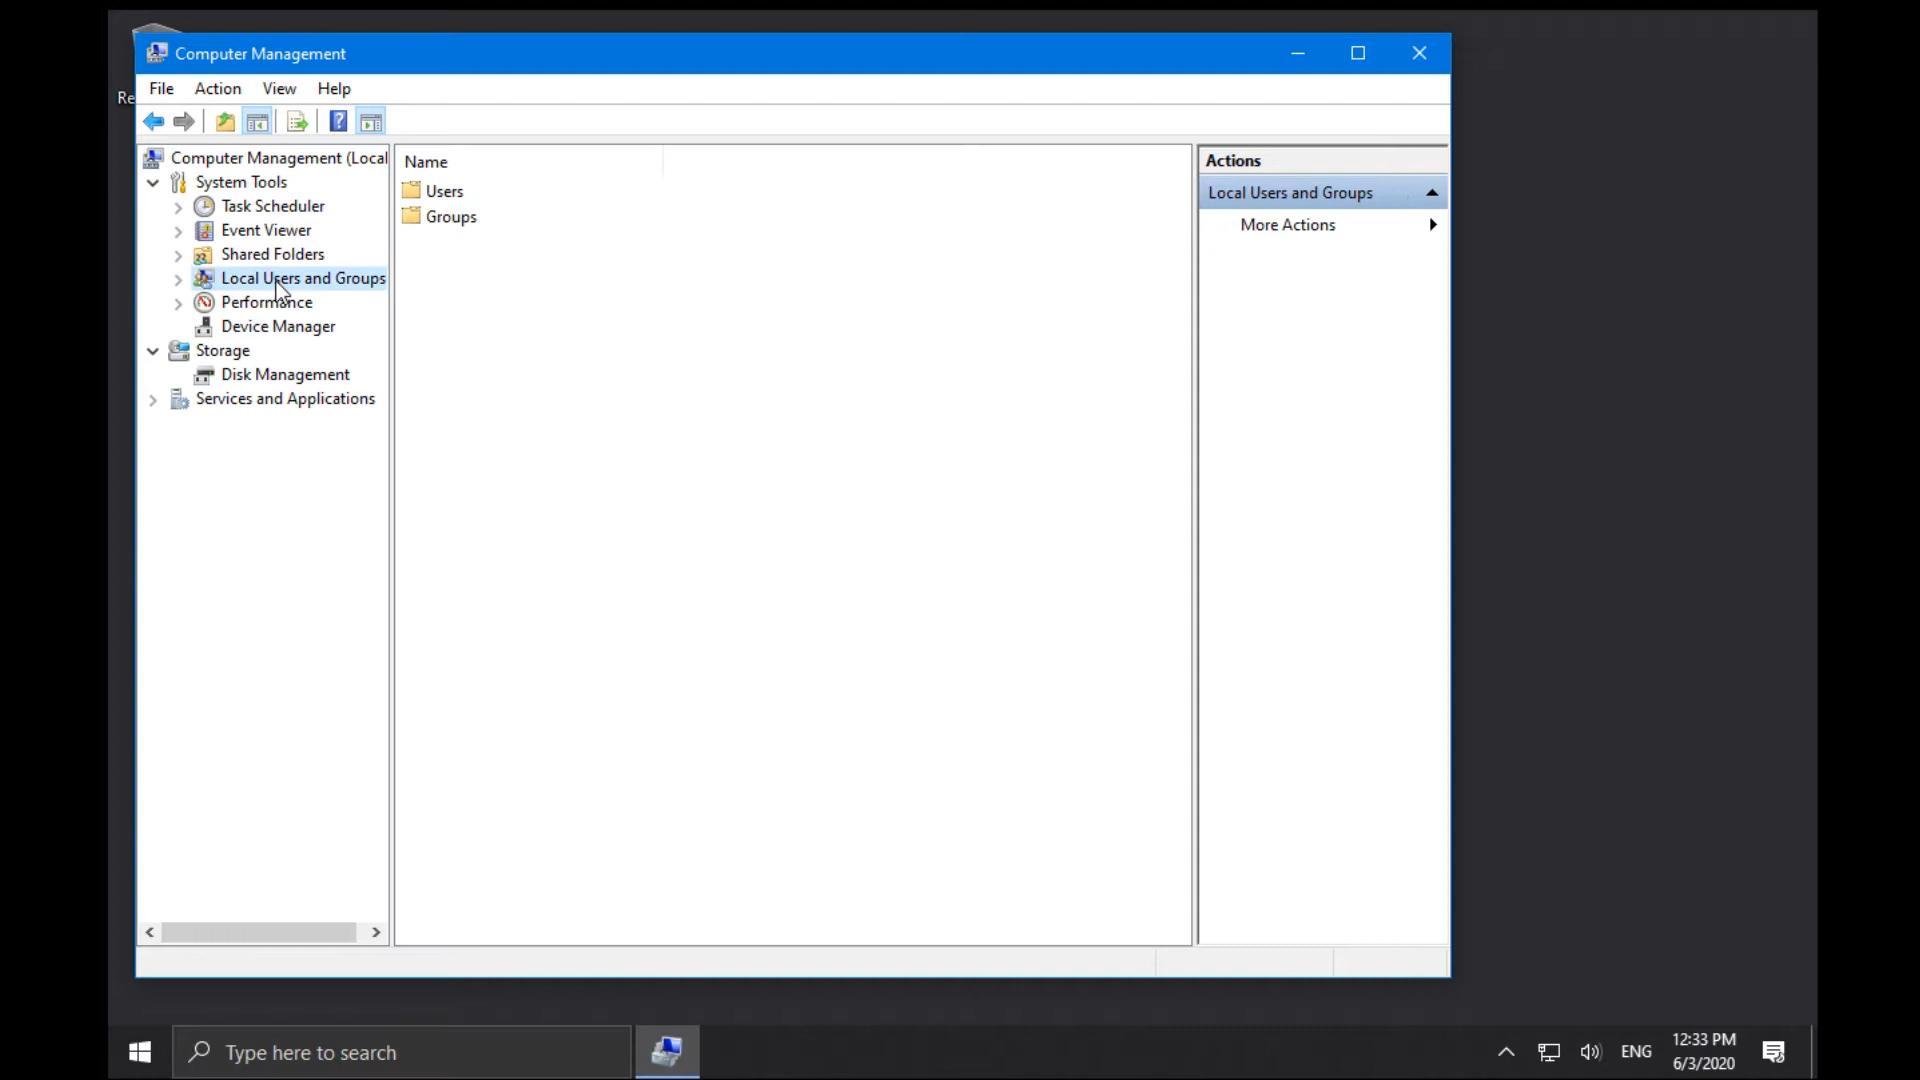 Re
Computer Management
File Action View Help
Computer Management (Local
System Tools
Task Scheduler
Event Viewer
Shared Folders
Local Users and Groups
Performance
Device Manager
Storage
Disk Management
Services and Applications
Name
Users
Groups
Actions
Local Users and Groups
More Actions
Type here to search
ENG
12:33 PM
6/3/2020